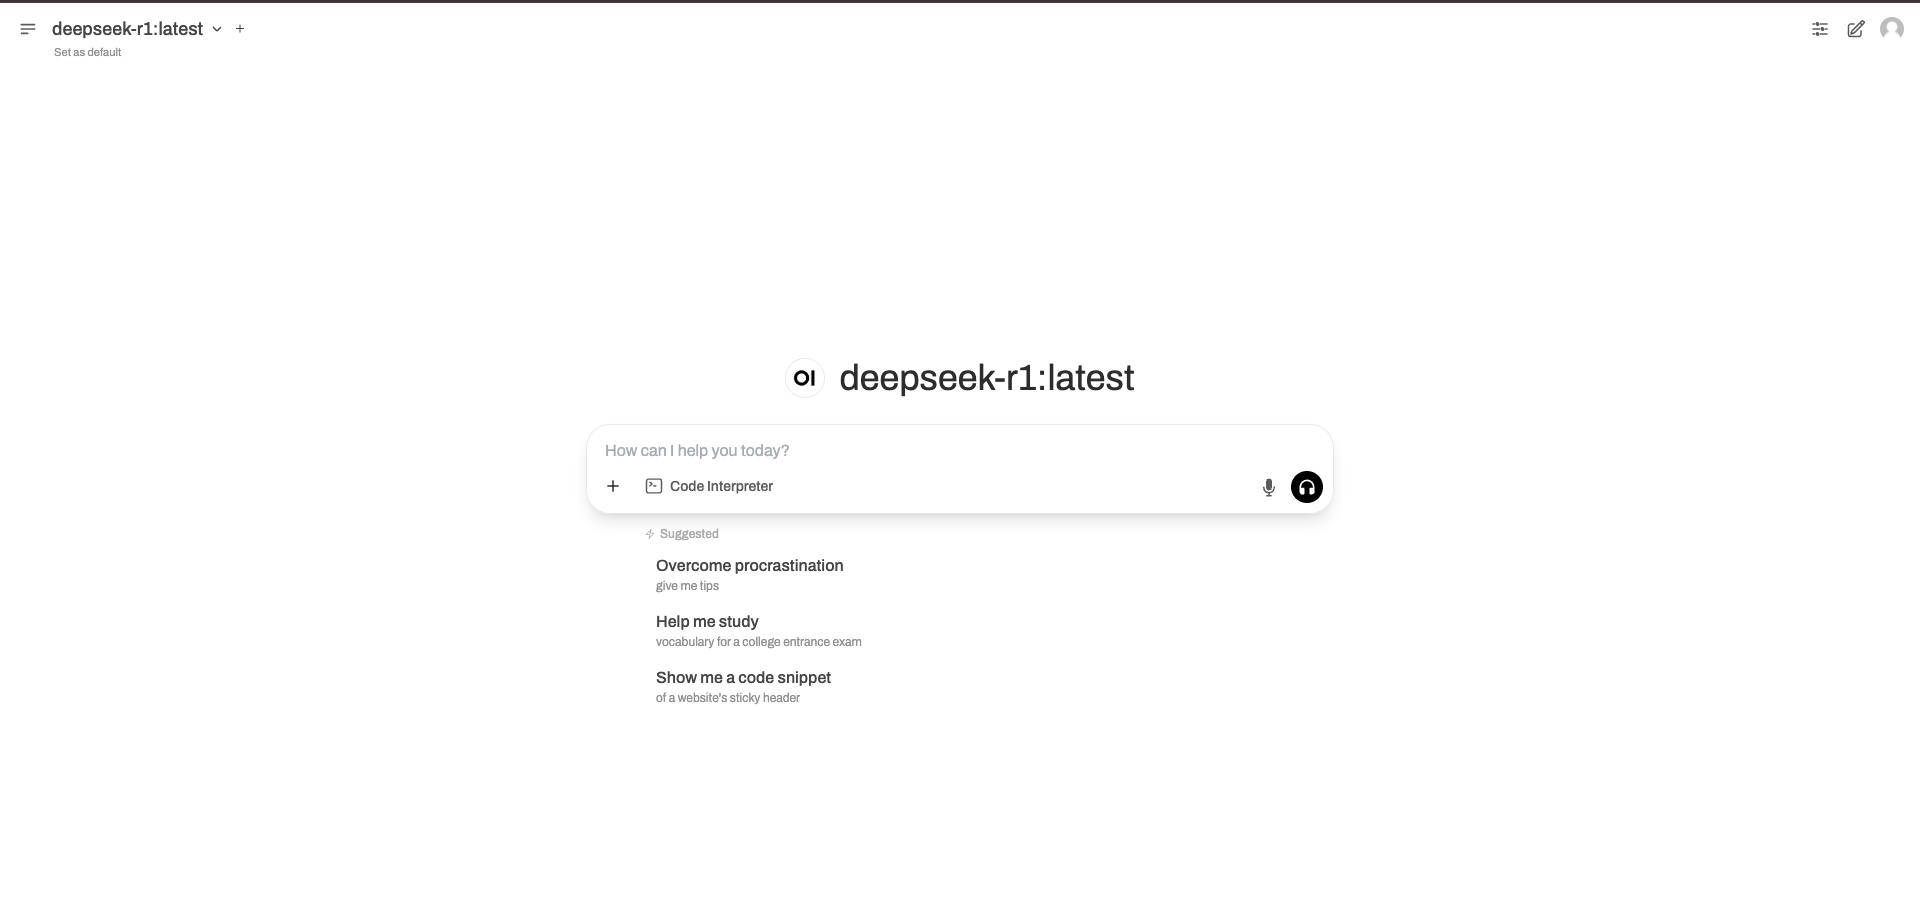 deepseek-r1:latest
Set as default
OI deepseek-r1:latest
How can I help you today?
Code Interpreter
Suggested
Overcome procrastination
give me tips
Help me study
vocabulary for a college entrance exam
Show me a code snippet
of a website's sticky header